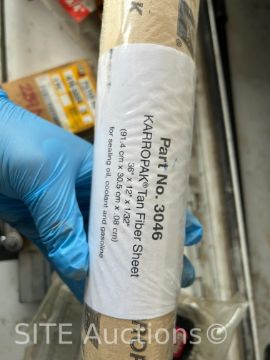 Part No. 3046
KARROPAK® Tan Fiber Sheet
36" x 12" x 1/32"
(91.4 cm x 30.5 cm x .08 cm)
for sealing oil, coolant and gasoline
SITE Auctions™